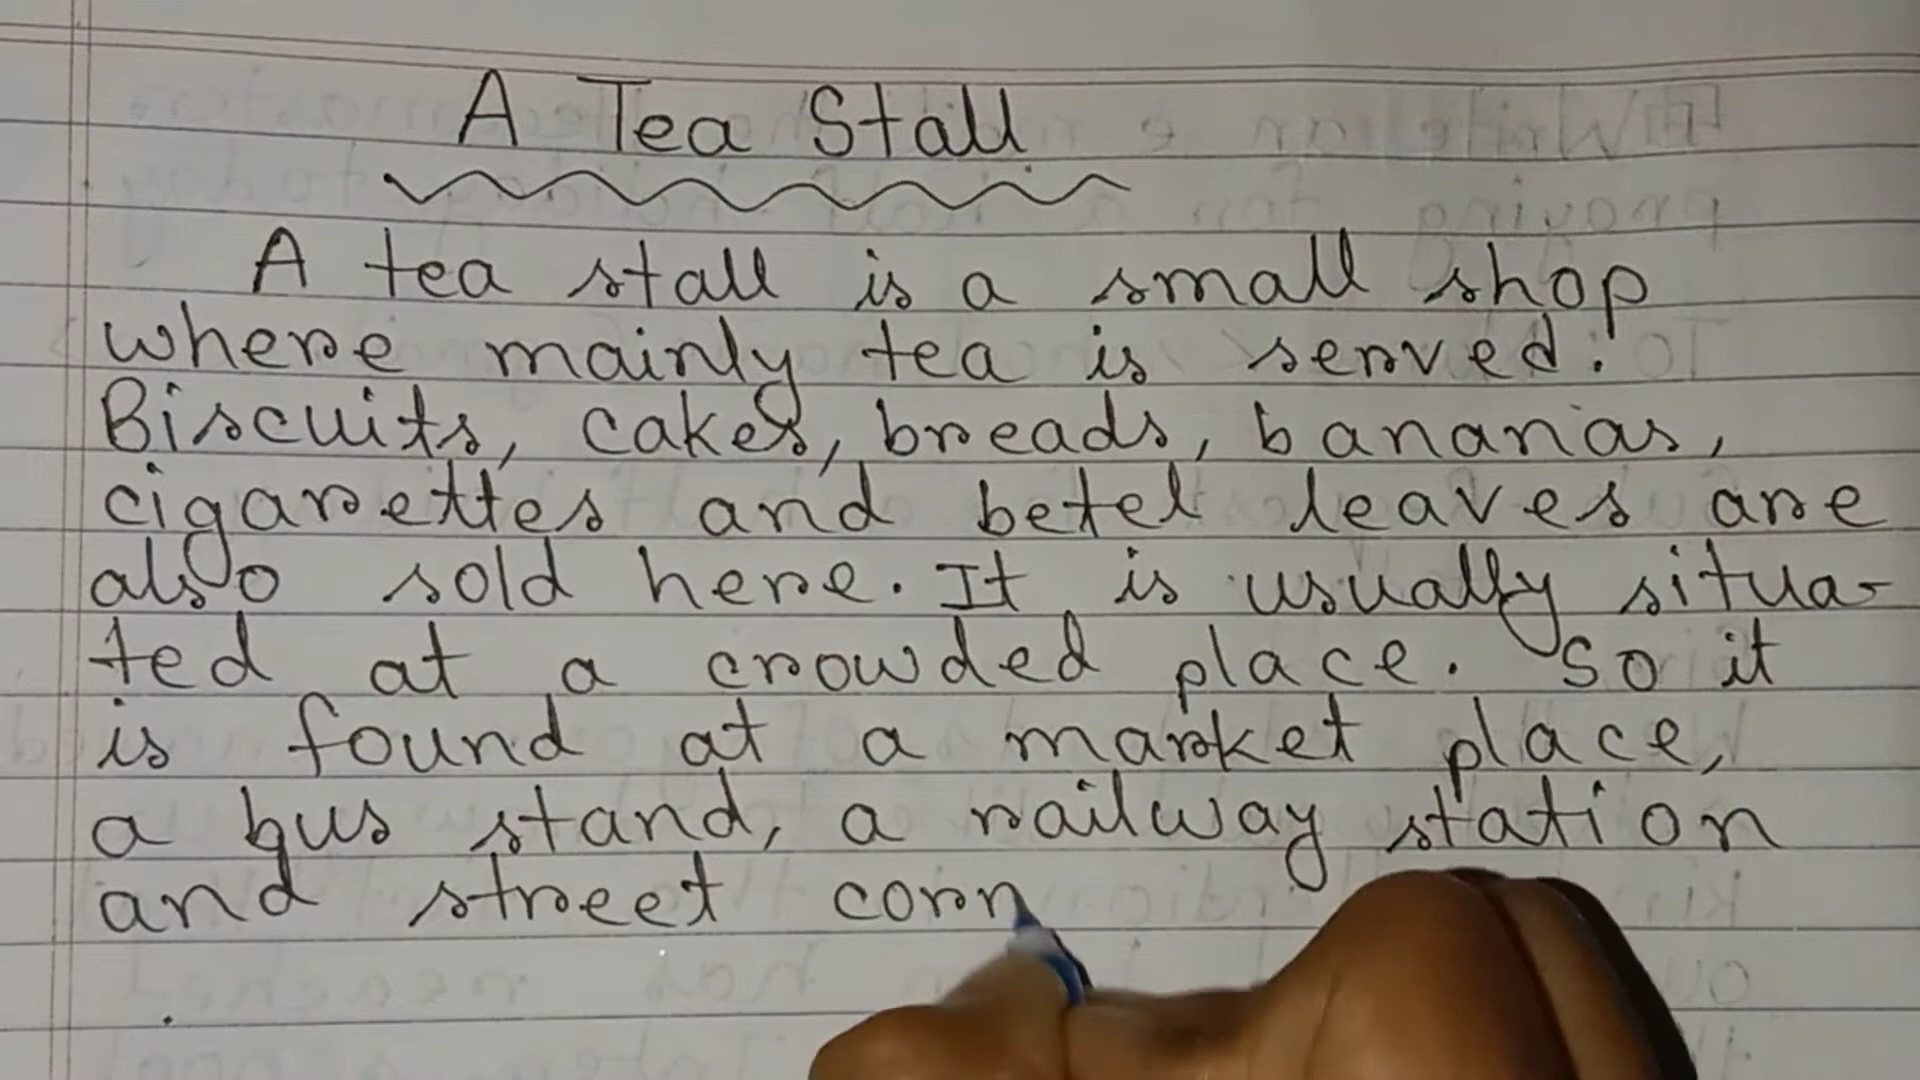 A Tea Stall
A tea stall is a small shop
where mainly tea is served.
Biscuits, cakes, breads, bananas,
cigarettes and betel leaves are
also sold here. It is usually situa-
ted at a crowded place. So it
is found at a market place,
a bus stand, a railway station
and street corn